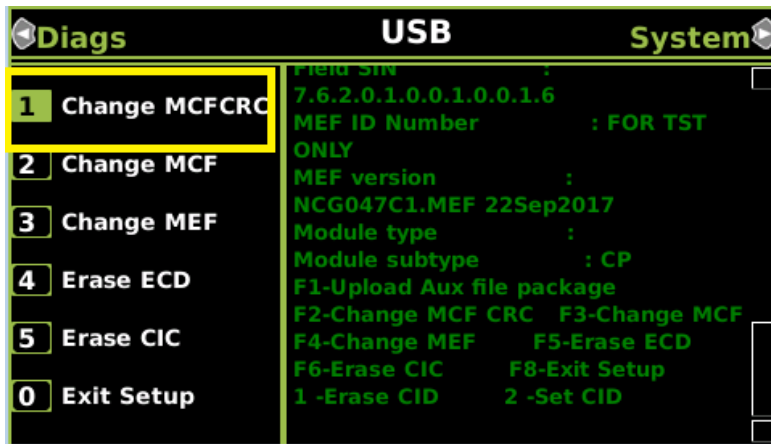 Diags USB System
1 Change MCFCRC
2 Change MCF
3 Change MEF
4 Erase ECD
5 Erase CIC
0 Exit Setup
Field SIN :
7.6.2.0.1.0.0.1.0.0.1.6
MEF ID Number : FOR TST
ONLY
MEF version :
NCG047C1.MEF 22Sep2017
Module type :
Module subtype : CP
F1-Upload Aux file package
F2-Change MCF CRC F3-Change MCF
F4-Change MEF F5-Erase ECD
F6-Erase CIC F8-Exit Setup
1 -Erase CID 2 -Set CID